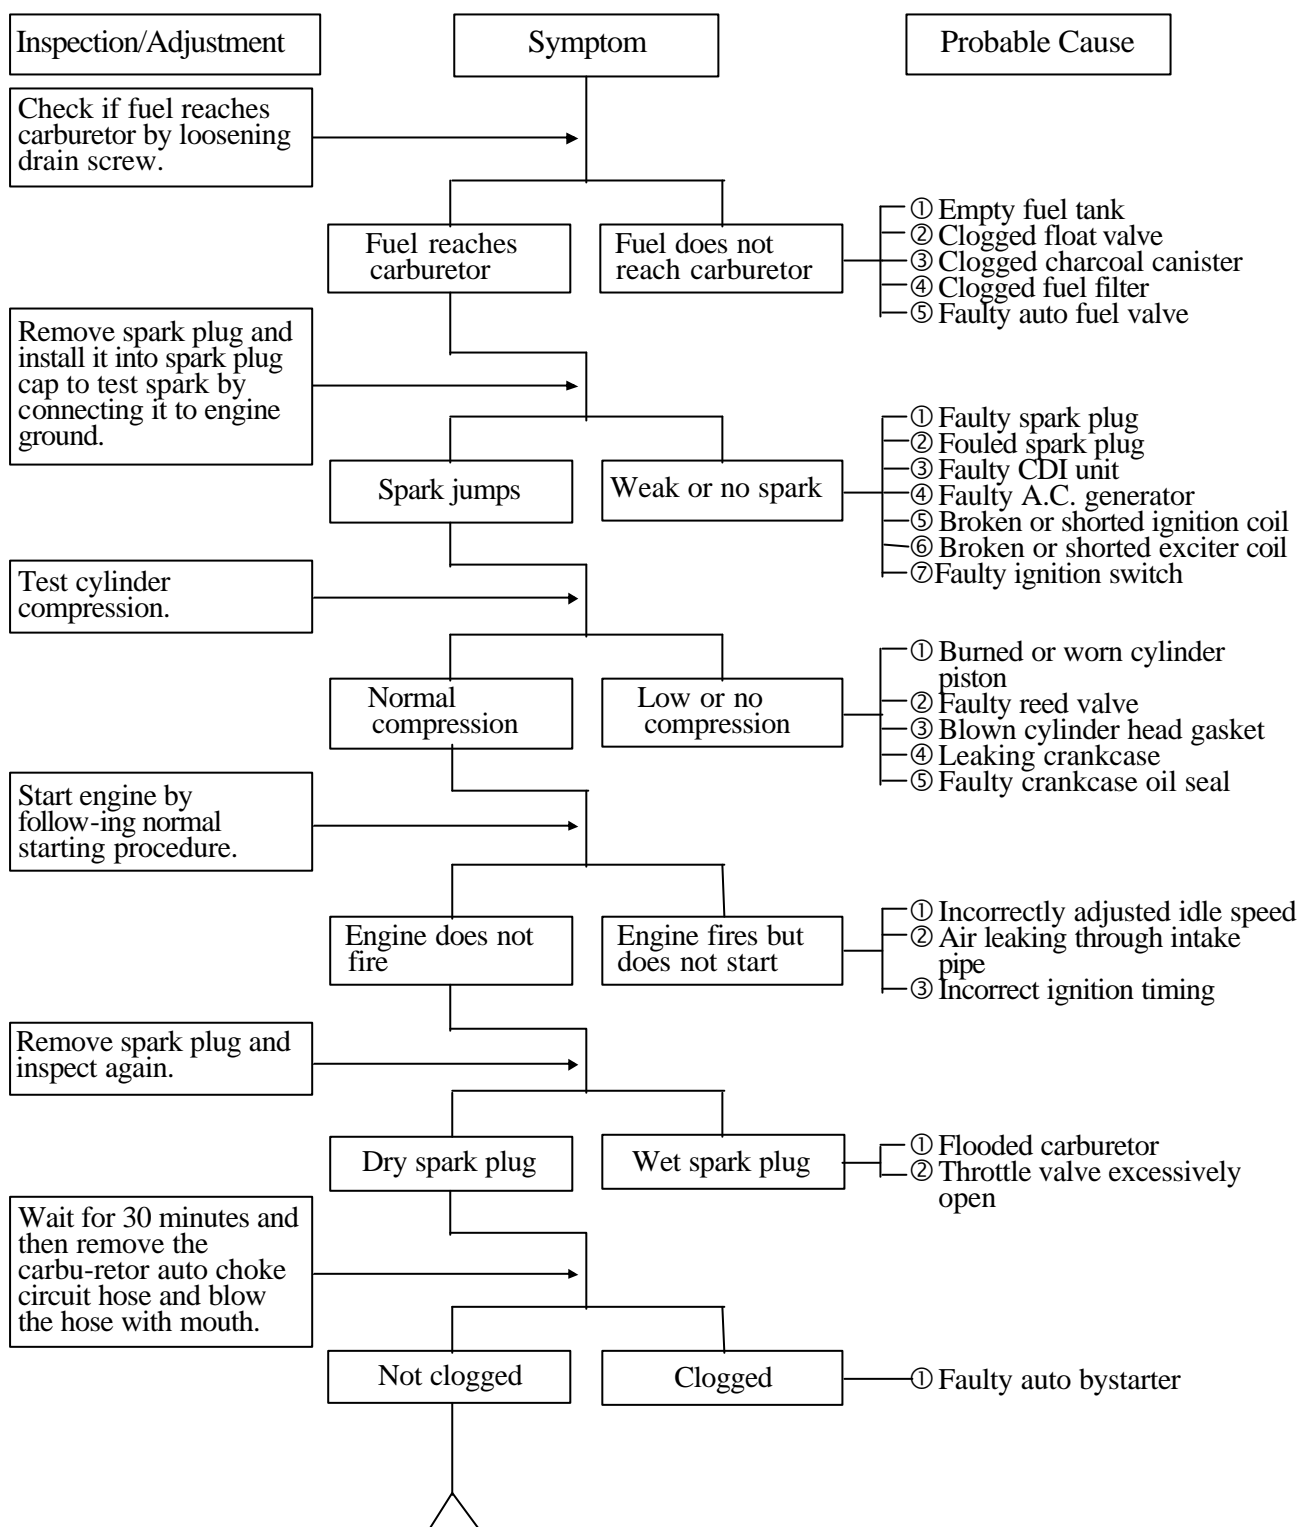 Inspection/Adjustment
Symptom
Probable Cause
Check if fuel reaches
carburetor by loosening
drain screw.
Fuel reaches
carburetor
Fuel does not
reach carburetor
① Empty fuel tank
② Clogged float valve
③ Clogged charcoal canister
④ Clogged fuel filter
⑤ Faulty auto fuel valve
Remove spark plug and
install it into spark plug
cap to test spark by
connecting it to engine
ground.
Spark jumps
Weak or no spark
① Faulty spark plug
② Fouled spark plug
③ Faulty CDI unit
④ Faulty A.C. generator
⑤ Broken or shorted ignition coil
⑥ Broken or shorted exciter coil
⑦Faulty ignition switch
Test cylinder
compression.
Normal
compression
Low or no
compression
① Burned or worn cylinder
piston
② Faulty reed valve
③ Blown cylinder head gasket
④ Leaking crankcase
⑤ Faulty crankcase oil seal
Start engine by
follow-ing normal
starting procedure.
Engine does not
fire
Engine fires but
does not start
① Incorrectly adjusted idle speed
② Air leaking through intake
pipe
③ Incorrect ignition timing
Remove spark plug and
inspect again.
Dry spark plug
Wet spark plug
① Flooded carburetor
② Throttle valve excessively
open
Wait for 30 minutes and
then remove the
carbu-retor auto choke
circuit hose and blow
the hose with mouth.
Not clogged
Clogged
① Faulty auto bystarter